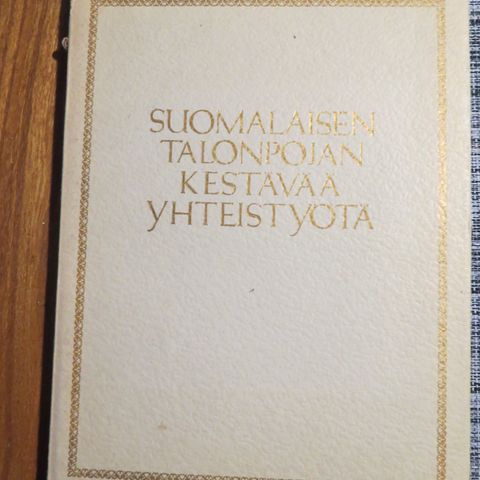 SUOMALAISEN
TALONPOJAN
KESTÄVÄÄ
YHTEISTYÖTÄ